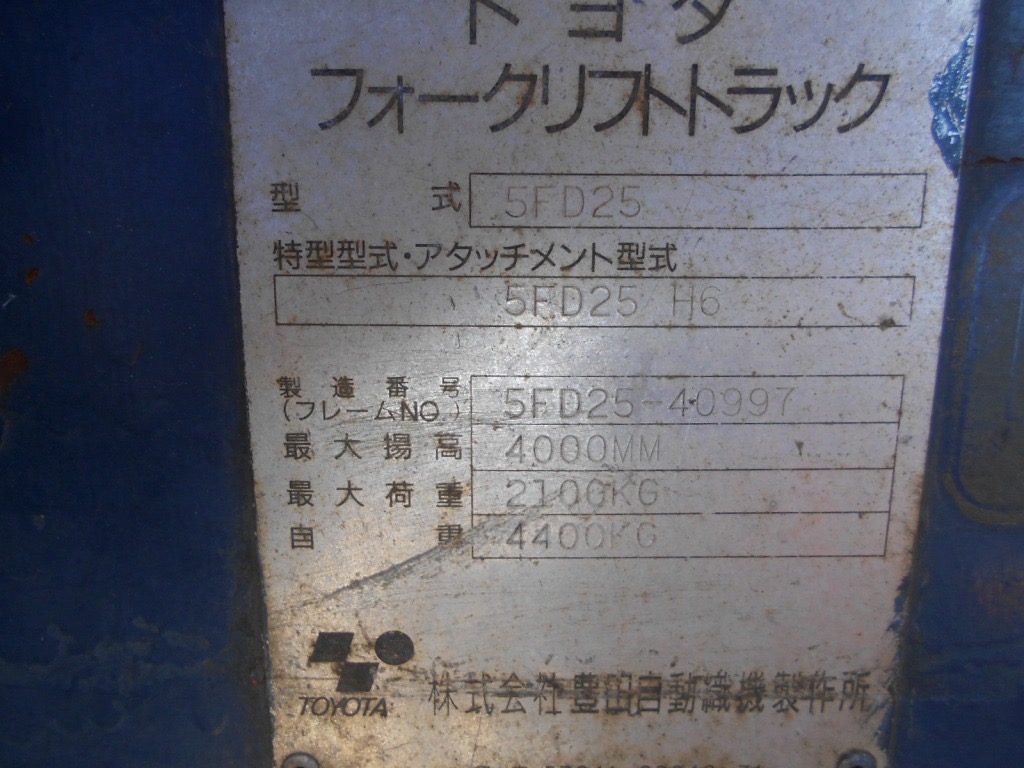 トヨタ
フォークリフトトラック
型式 5FD25
特型型式・アタッチメント型式
5FD25 H6
製造番号
(フレームNO.) 5FD25-40997
最大揚高 4000MM
最大荷重 2100KG
自重 4400KG
TOYOTA 株式会社豊田自動織機製作所